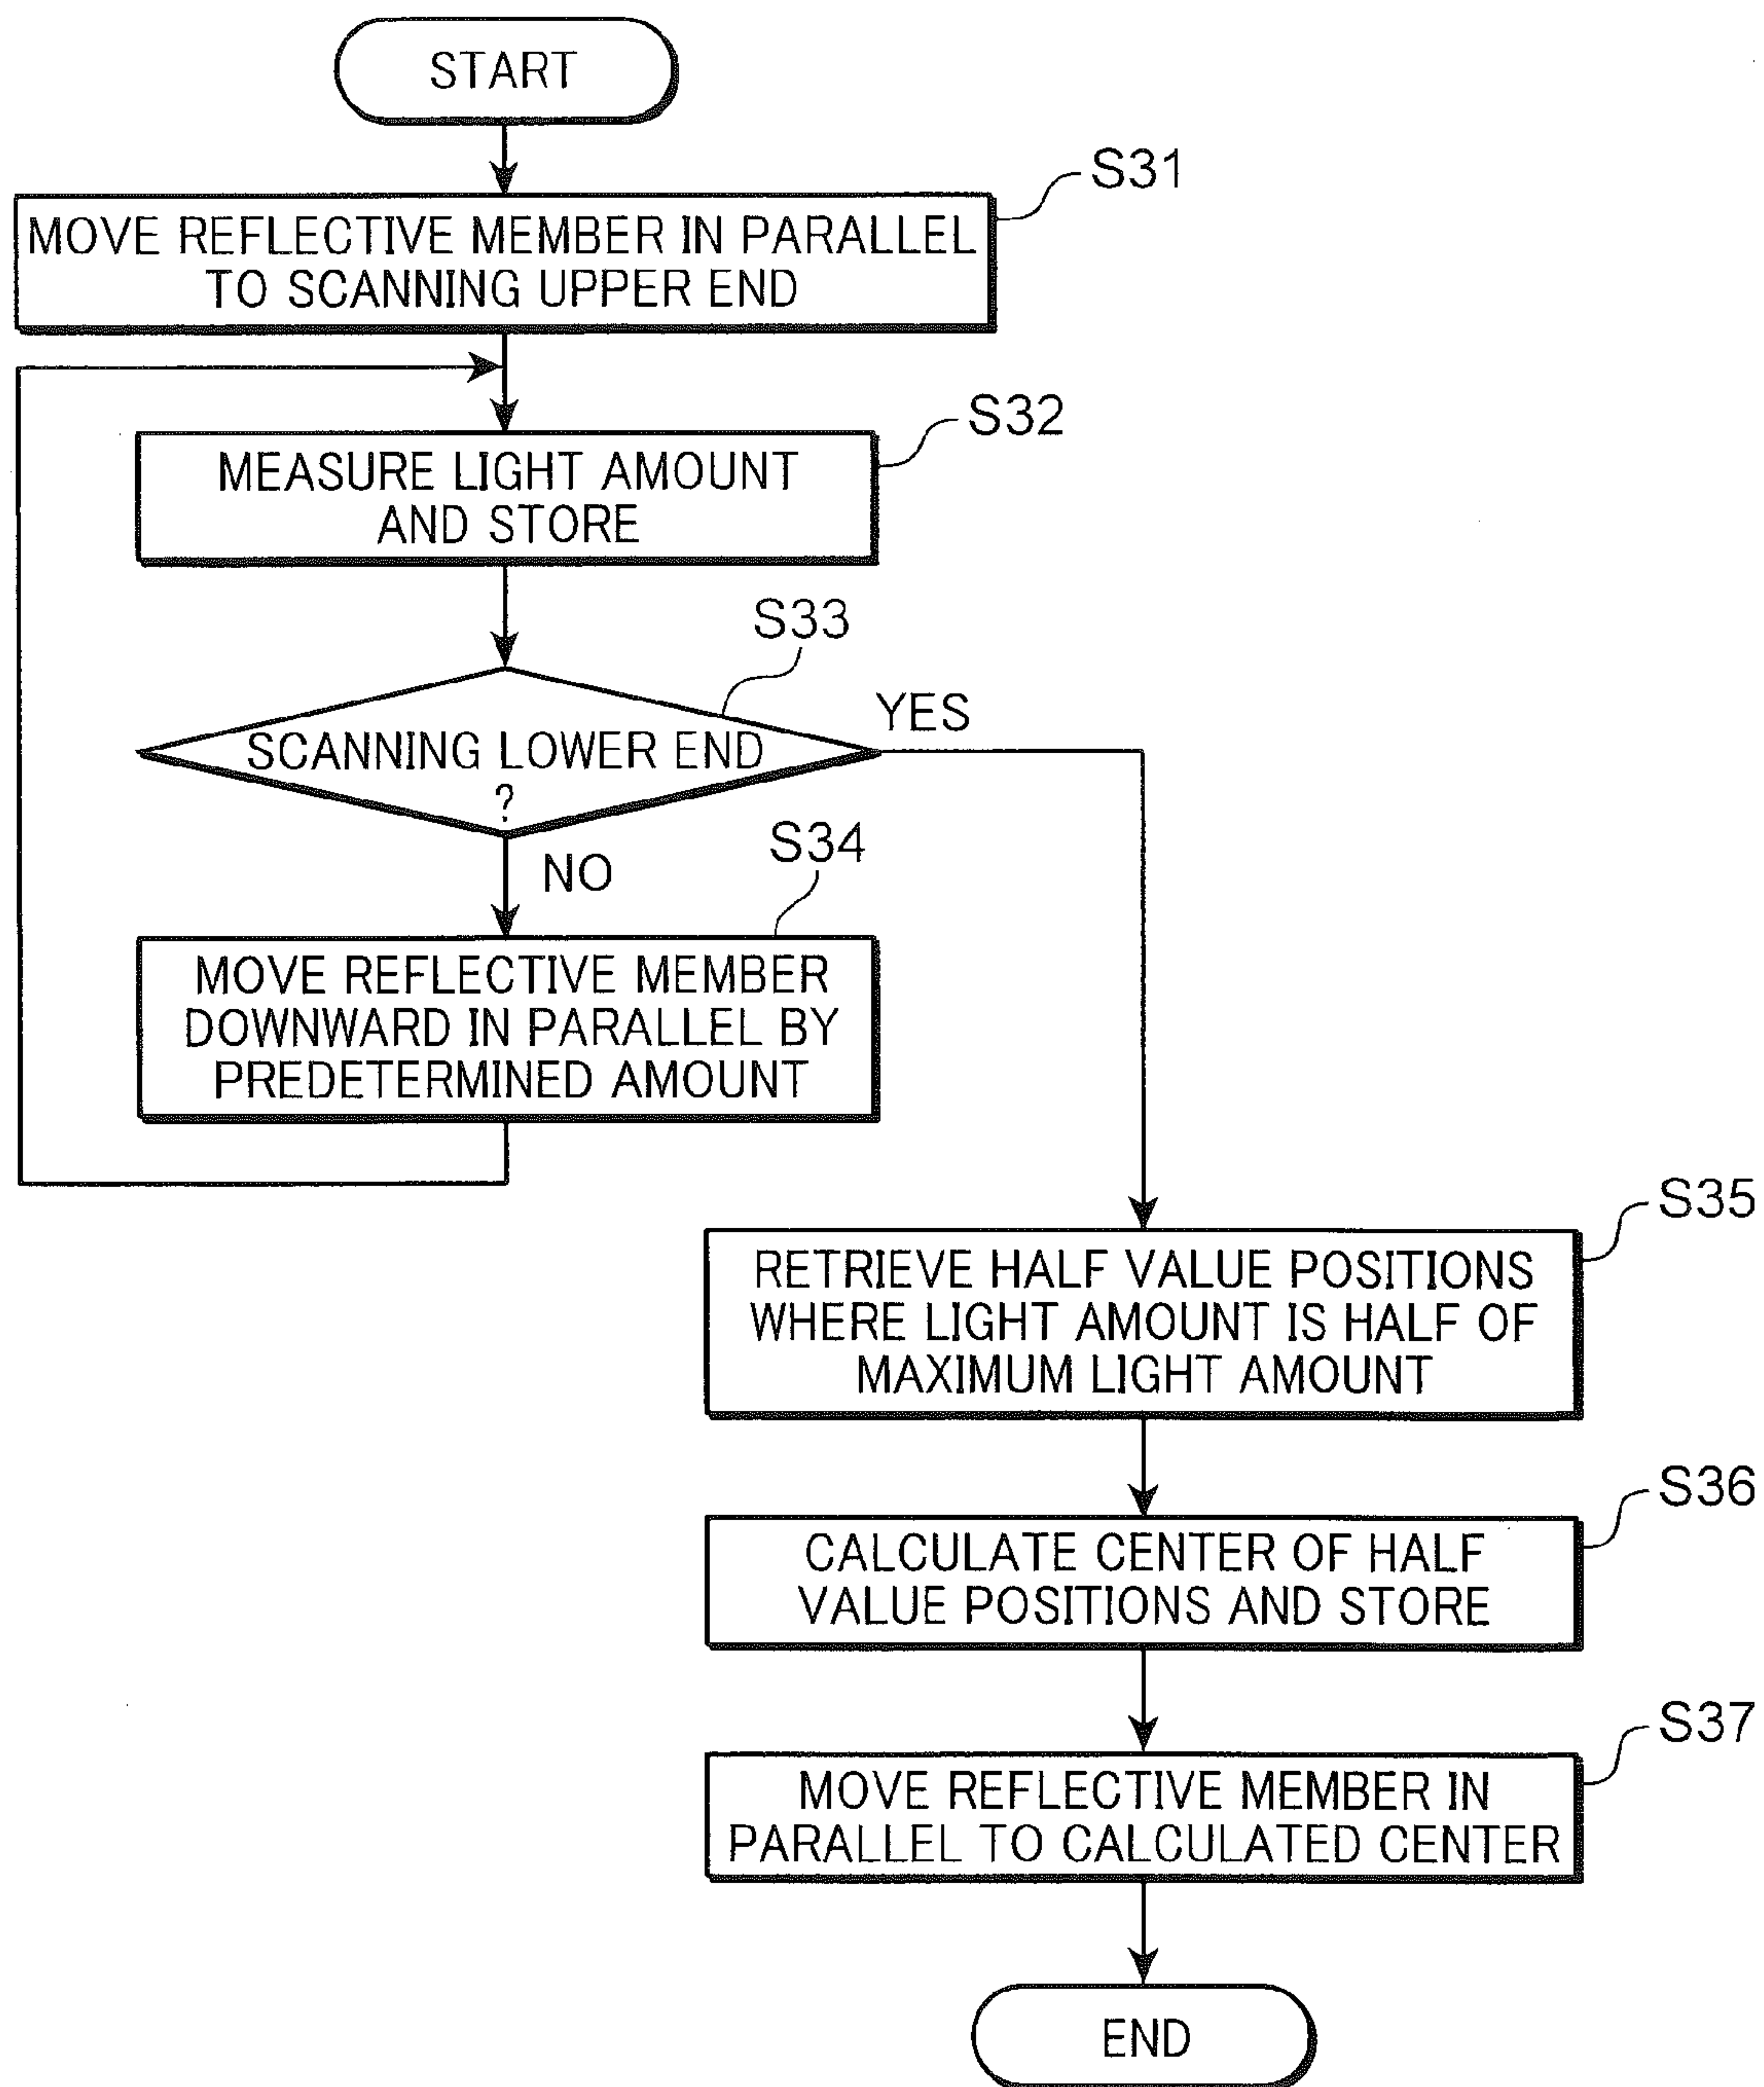 START
S31
MOVE REFLECTIVE MEMBER IN PARALLEL
TO SCANNING UPPER END
S32
MEASURE LIGHT AMOUNT
AND STORE
S33
SCANNING LOWER END
?
YES
NO
S34
MOVE REFLECTIVE MEMBER
DOWNWARD IN PARALLEL BY
PREDETERMINED AMOUNT
S35
RETRIEVE HALF VALUE POSITIONS
WHERE LIGHT AMOUNT IS HALF OF
MAXIMUM LIGHT AMOUNT
S36
CALCULATE CENTER OF HALF
VALUE POSITIONS AND STORE
S37
MOVE REFLECTIVE MEMBER IN
PARALLEL TO CALCULATED CENTER
END